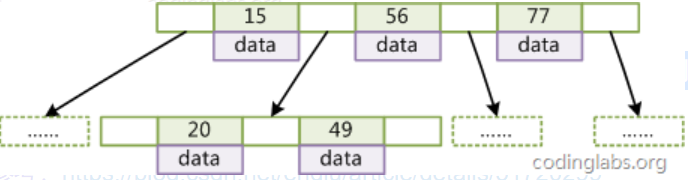 15 56 77
data data data
...... 20 49 ...... ......
data data
codinglabs.org